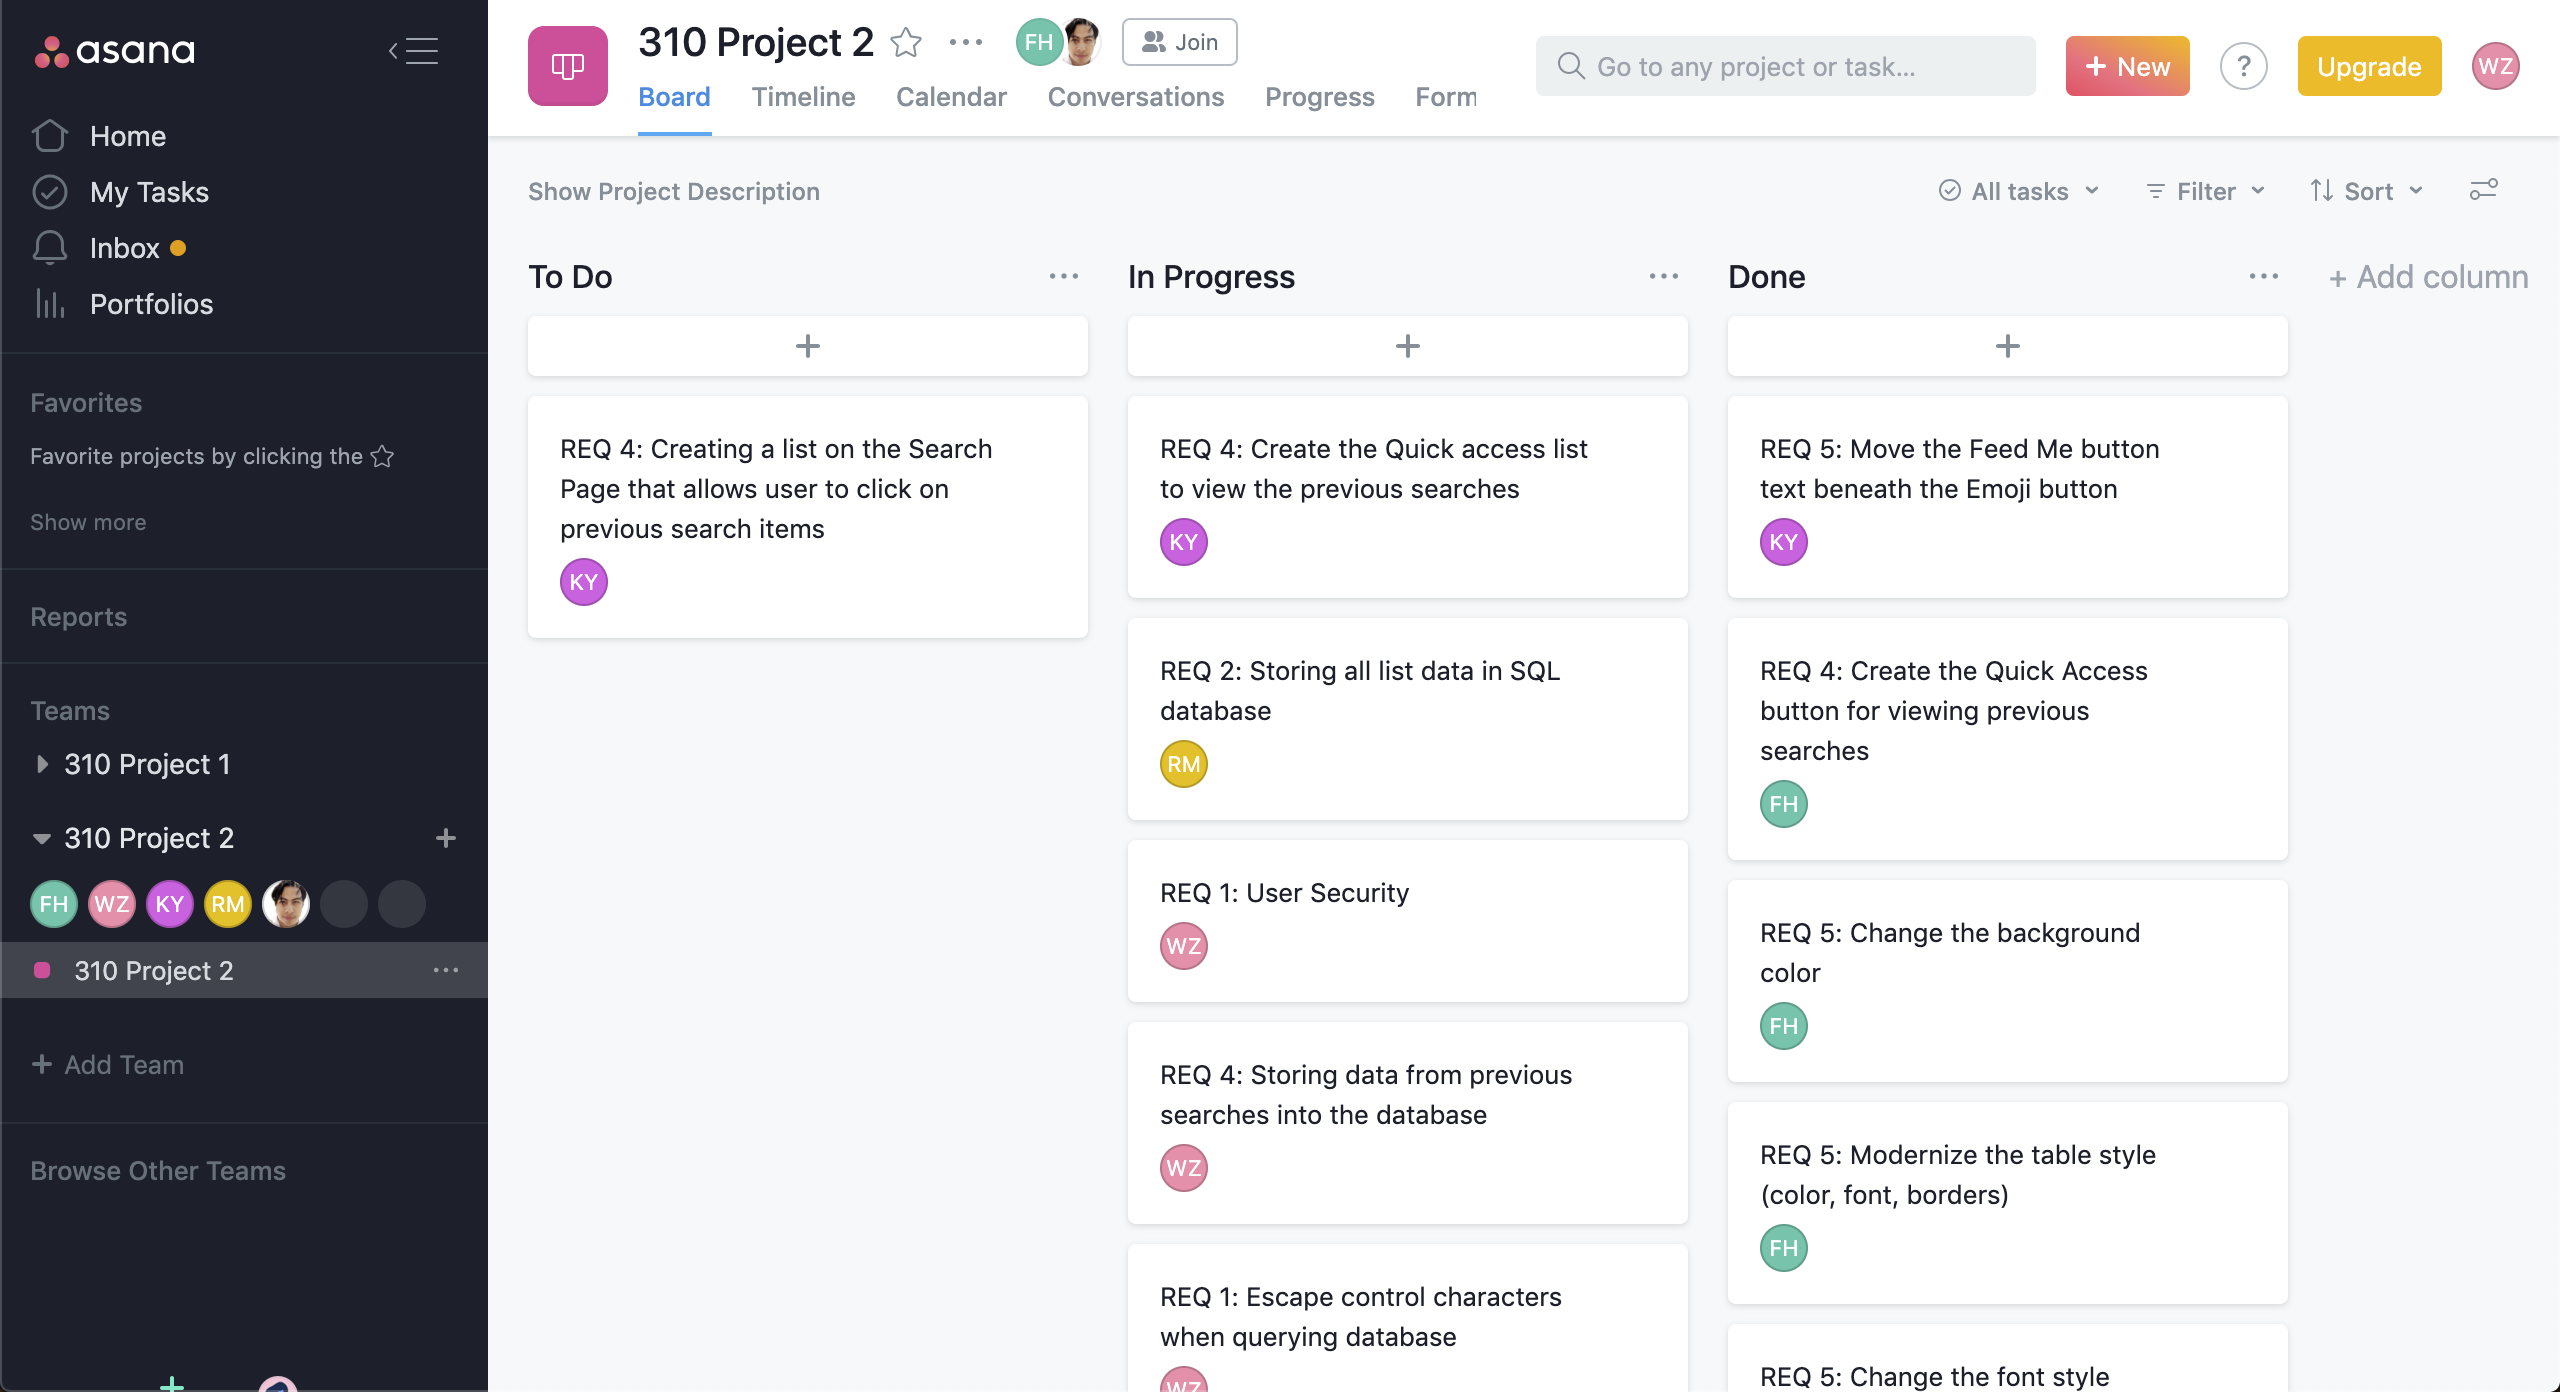 asana
Home
My Tasks
Inbox
Portfolios
Favorites
Favorite projects by clicking the
Show more
Reports
Teams
310 Project 1
310 Project 2
FH WZ KY RM
310 Project 2
+ Add Team
Browse Other Teams
310 Project 2
FH
Join
Board Timeline Calendar Conversations Progress Form
Go to any project or task...
+ New
?
Upgrade
WZ
Show Project Description
All tasks
Filter
Sort
To Do
REQ 4: Creating a list on the Search
Page that allows user to click on
previous search items
KY
In Progress
REQ 4: Create the Quick access list
to view the previous searches
KY
REQ 2: Storing all list data in SQL
database
RM
REQ 1: User Security
WZ
REQ 4: Storing data from previous
searches into the database
WZ
REQ 1: Escape control characters
when querying database
WZ
Done
REQ 5: Move the Feed Me button
text beneath the Emoji button
KY
REQ 4: Create the Quick Access
button for viewing previous
searches
FH
REQ 5: Change the background
color
FH
REQ 5: Modernize the table style
(color, font, borders)
FH
REQ 5: Change the font style
+ Add column